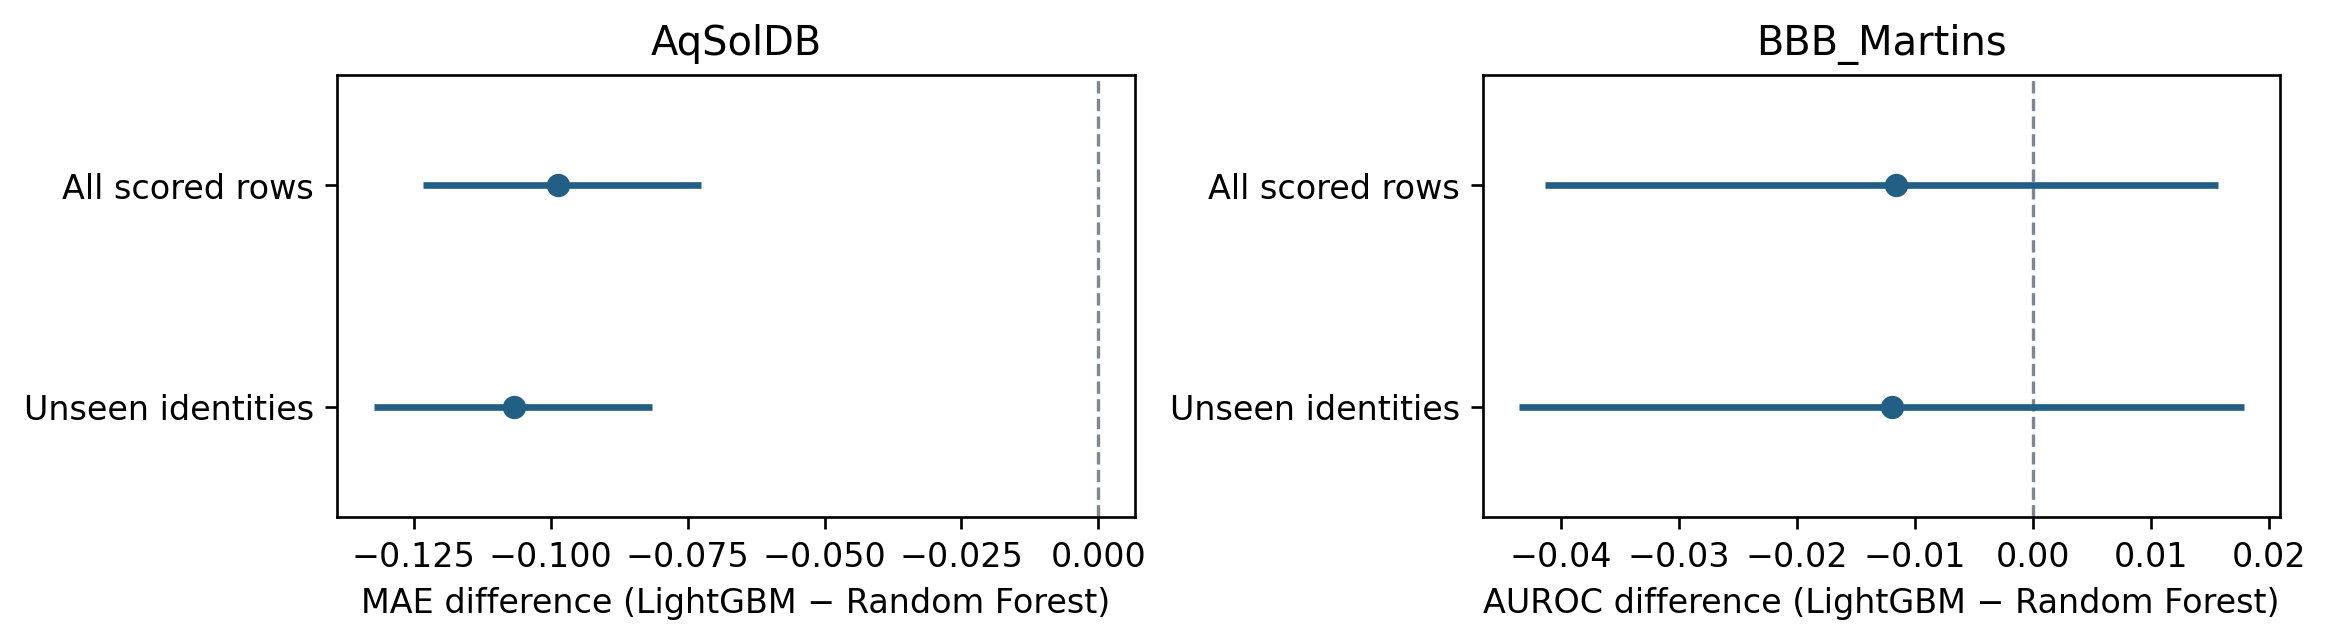 AqSolDB
All scored rows
Unseen identities
−0.125 −0.100 −0.075 −0.050 −0.025 0.000
MAE difference (LightGBM − Random Forest)
BBB_Martins
All scored rows
Unseen identities
−0.04 −0.03 −0.02 −0.01 0.00 0.01 0.02
AUROC difference (LightGBM − Random Forest)